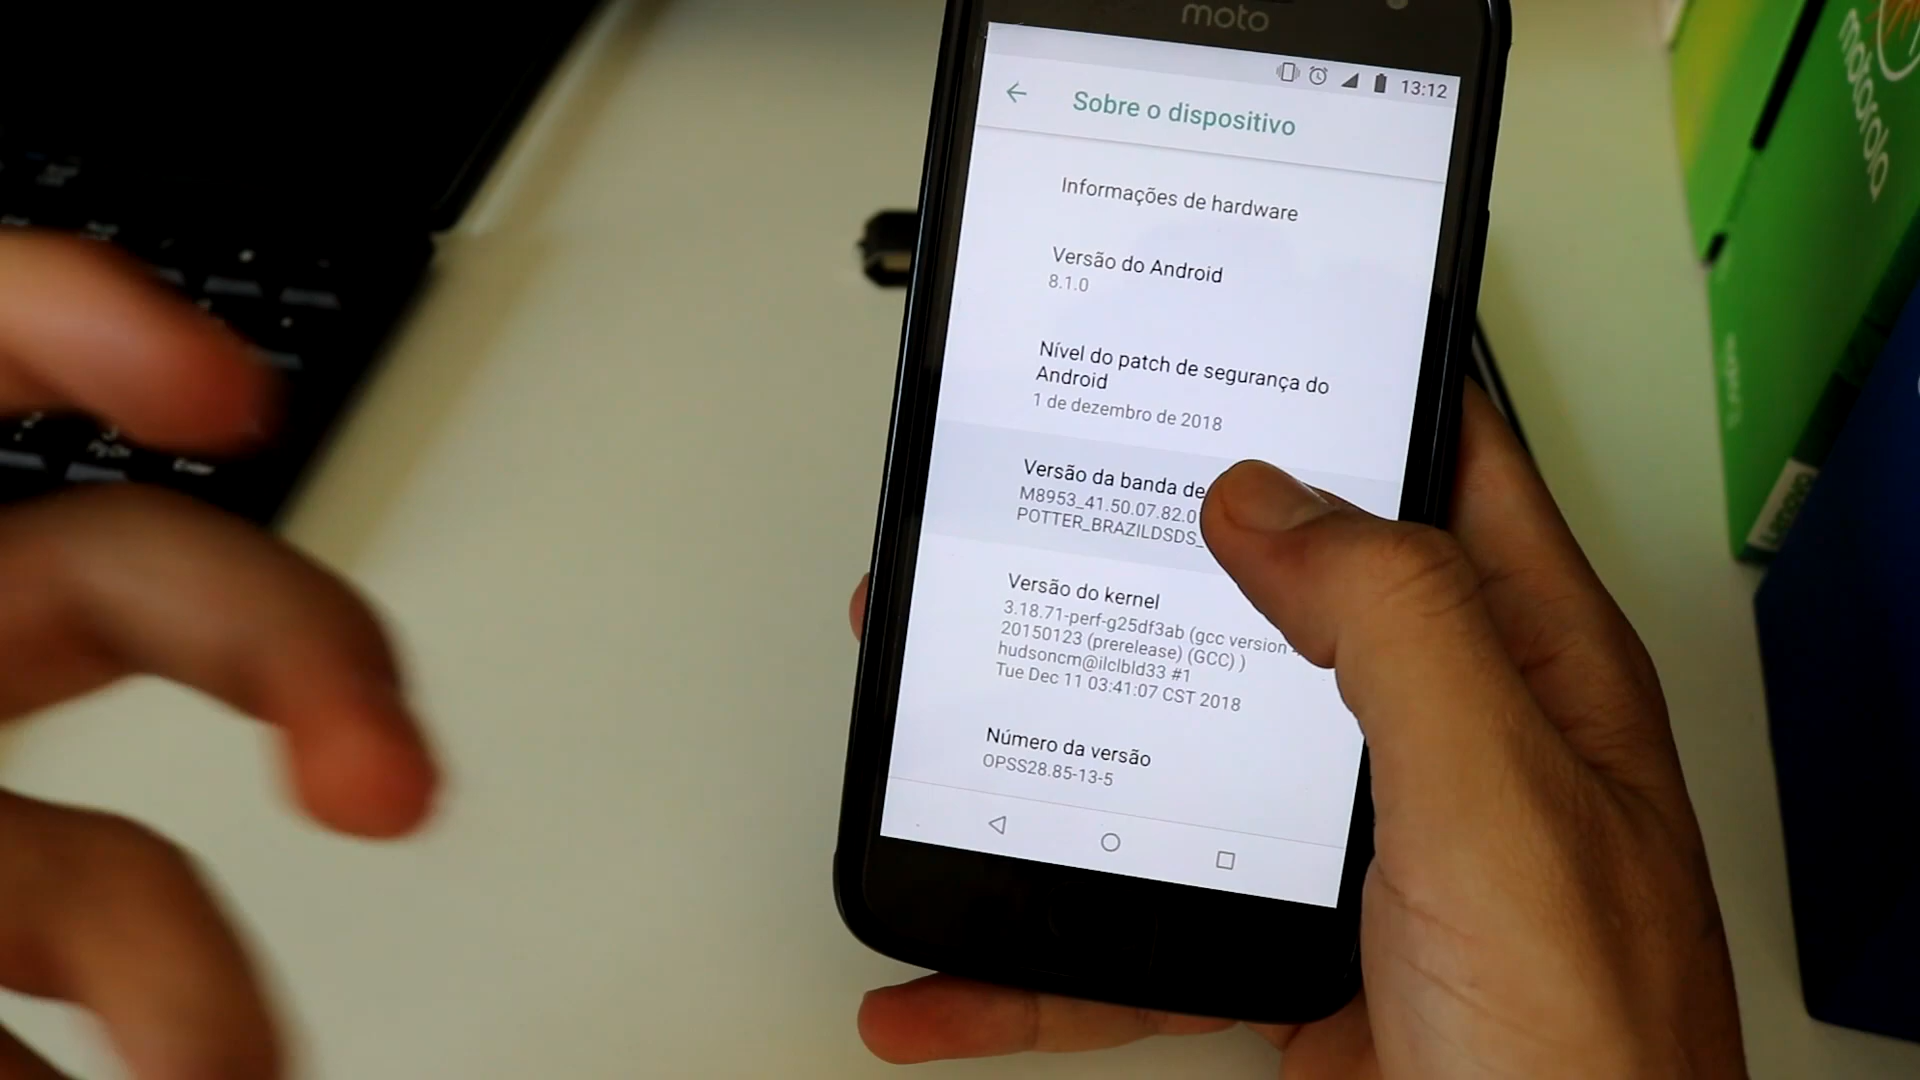 moto
13:12
Sobre o dispositivo
Informações de hardware
Versão do Android
8.1.0
Nível do patch de segurança do
Android
1 de dezembro de 2018
Versão da banda de
M8953_41.50.07.82.0
POTTER_BRAZILDSDS_
Versão do kernel
3.18.71-perf-g25df3ab (gcc version
20150123 (prerelease) (GCC) )
hudsoncm@ilclbld33 #1
Tue Dec 11 03:41:07 CST 2018
Número da versão
OPSS28.85-13-5
motorola
Lenovo
Enter